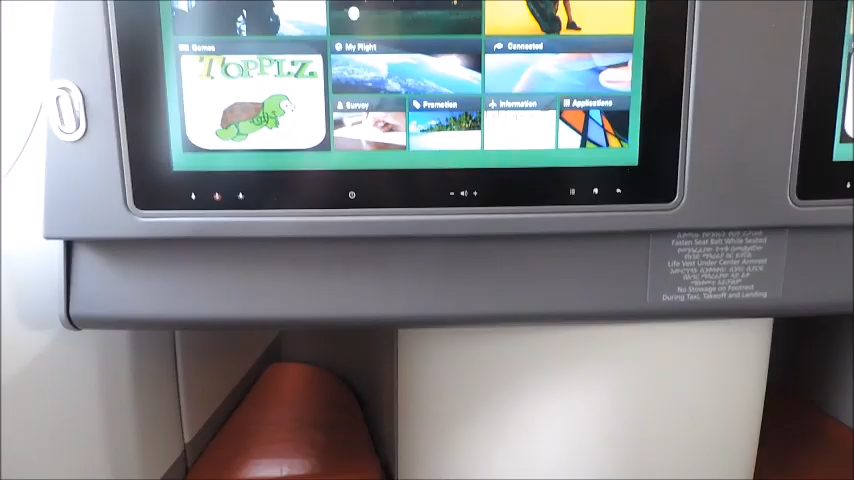 Games
TOPPLZ
My Flight
Connected
Survey
Promotion
Information
Applications
Fasten Seat Belt While Seated
Life Vest Under Center Armrest
No Stowage on Footrest
During Taxi, Takeoff and Landing